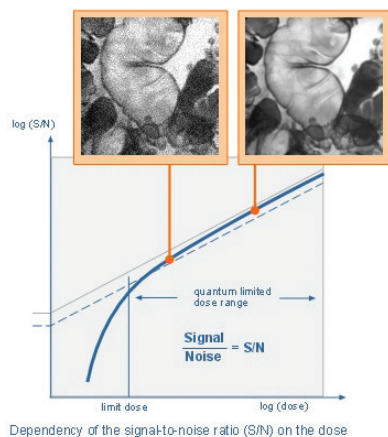 log (S/N)
quantum limited
dose range
Signal
Noise = S/N
limit dose
log (dose)
Dependency of the signal-to-noise ratio (S/N) on the dose